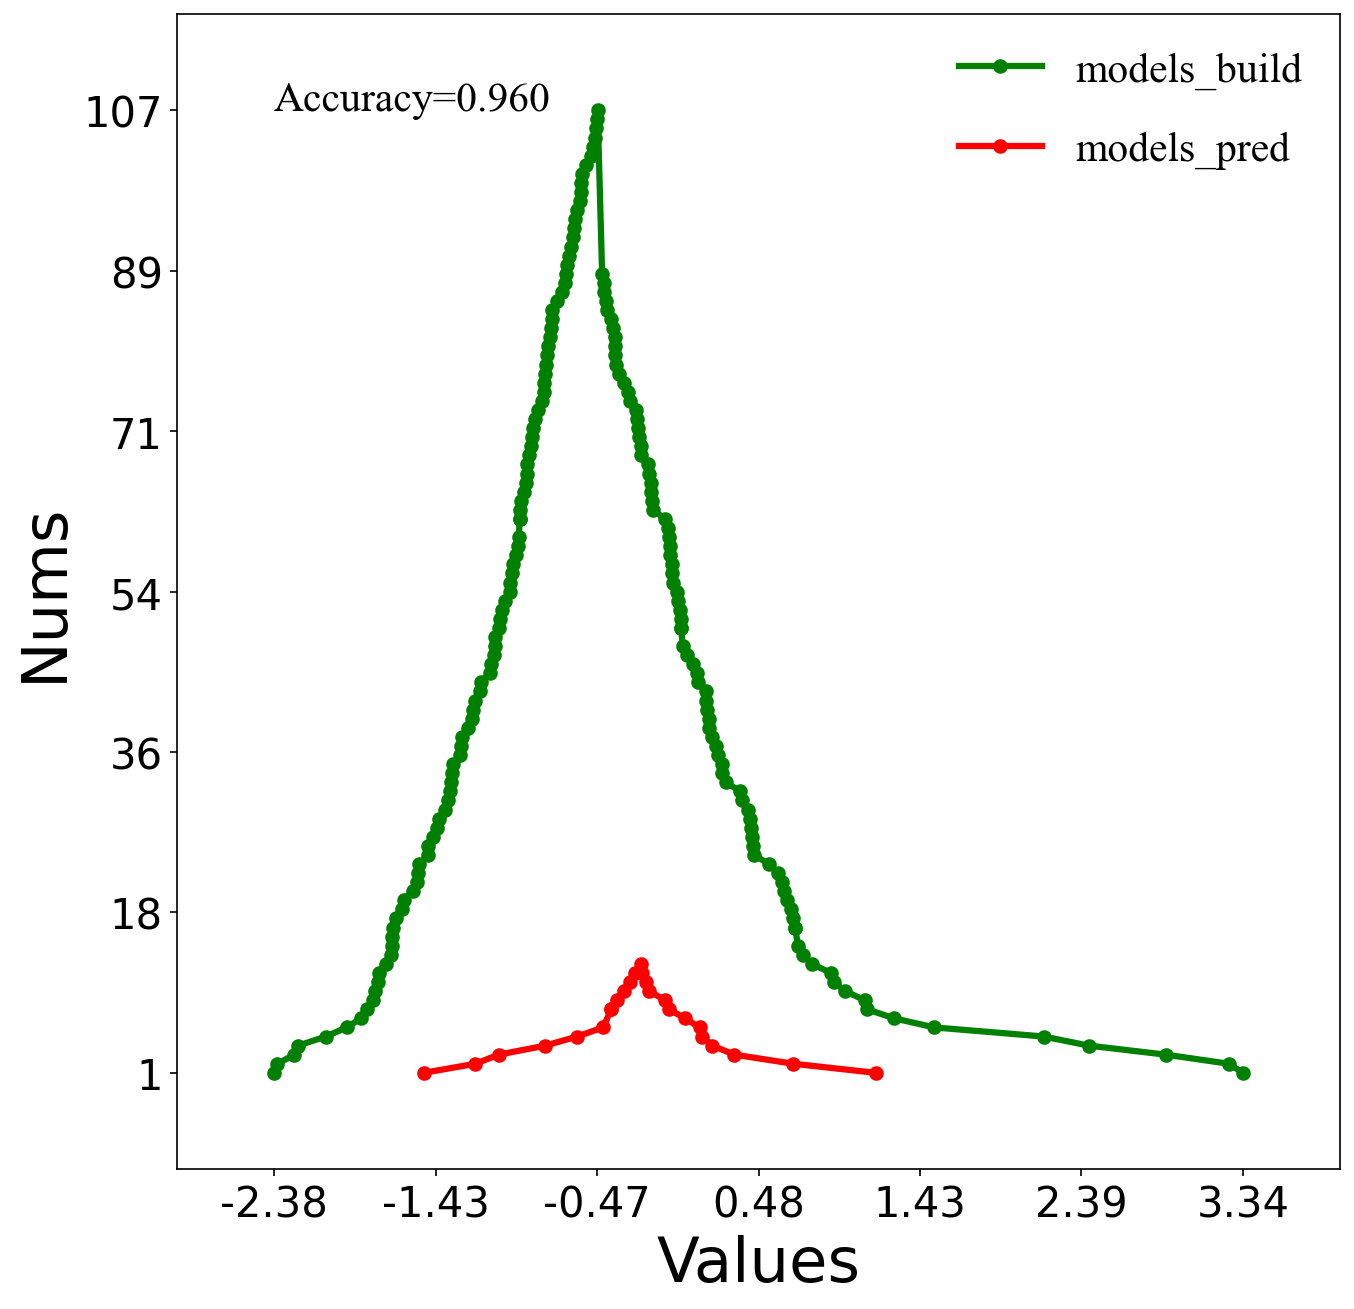 Accuracy=0.960
models_build
models_pred
107
89
71
54
36
18
1
Nums
-2.38 -1.43 -0.47 0.48 1.43 2.39 3.34
Values